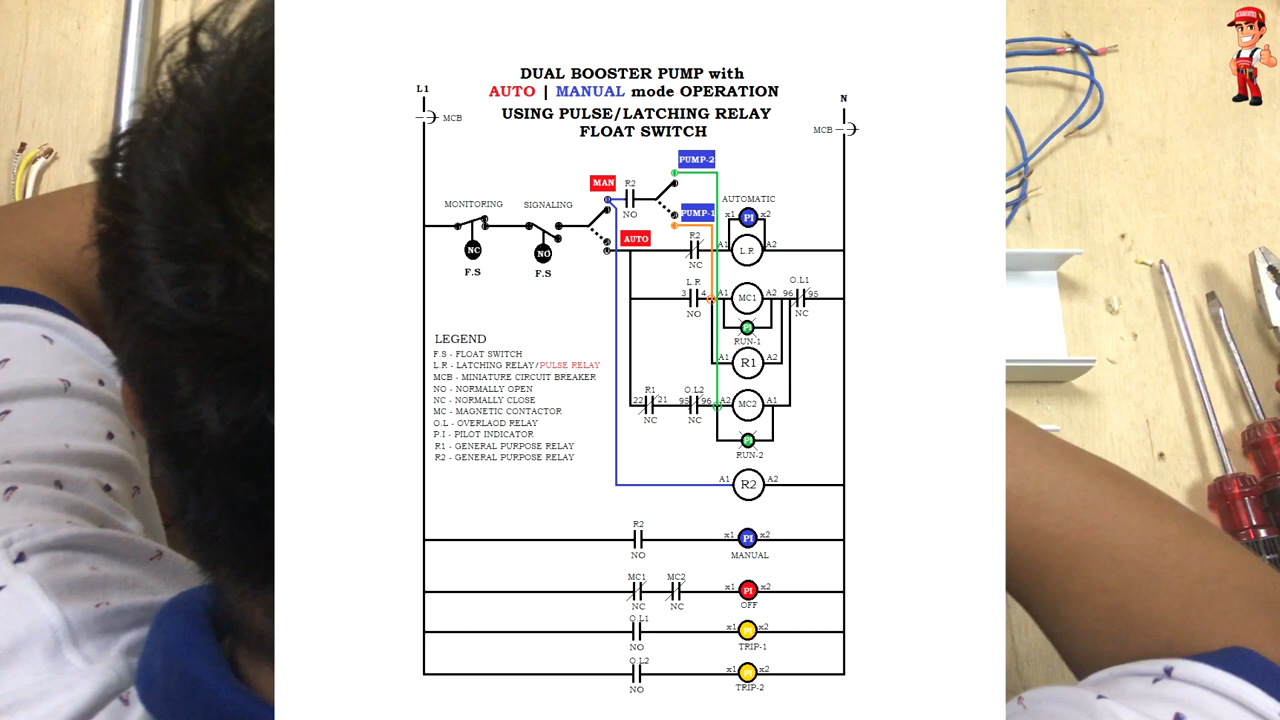 DUAL BOOSTER PUMP with
AUTO | MANUAL mode OPERATION
USING PULSE/LATCHING RELAY
FLOAT SWITCH
L1
N
MCB
MCB
PUMP-2
MAN
R2
NO
MONITORING
SIGNALING
AUTOMATIC
PUMP-1
x1 PI x2
NC
F.S
NO
F.S
AUTO
R2
NC
A1 L.R A2
L.R
3 4
NO
A1 MC1 A2
O.L1
96 95
NC
PI
RUN-1
A1 R1 A2
LEGEND
F.S - FLOAT SWITCH
L.R - LATCHING RELAY/PULSE RELAY
MCB - MINIATURE CIRCUIT BREAKER
NO - NORMALLY OPEN
NC - NORMALLY CLOSE
MC - MAGNETIC CONTACTOR
O.L - OVERLAOD RELAY
P.I - PILOT INDICATOR
R1 - GENERAL PURPOSE RELAY
R2 - GENERAL PURPOSE RELAY
R1
22 21
NC
O.L2
95 96
NC
A2 MC2 A1
PI
RUN-2
A1 R2 A2
R2
NO
x1 PI x2
MANUAL
MC1
NC
MC2
NC
x1 PI x2
OFF
O.L1
NO
x1 PI x2
TRIP-1
O.L2
NO
x1 PI x2
TRIP-2